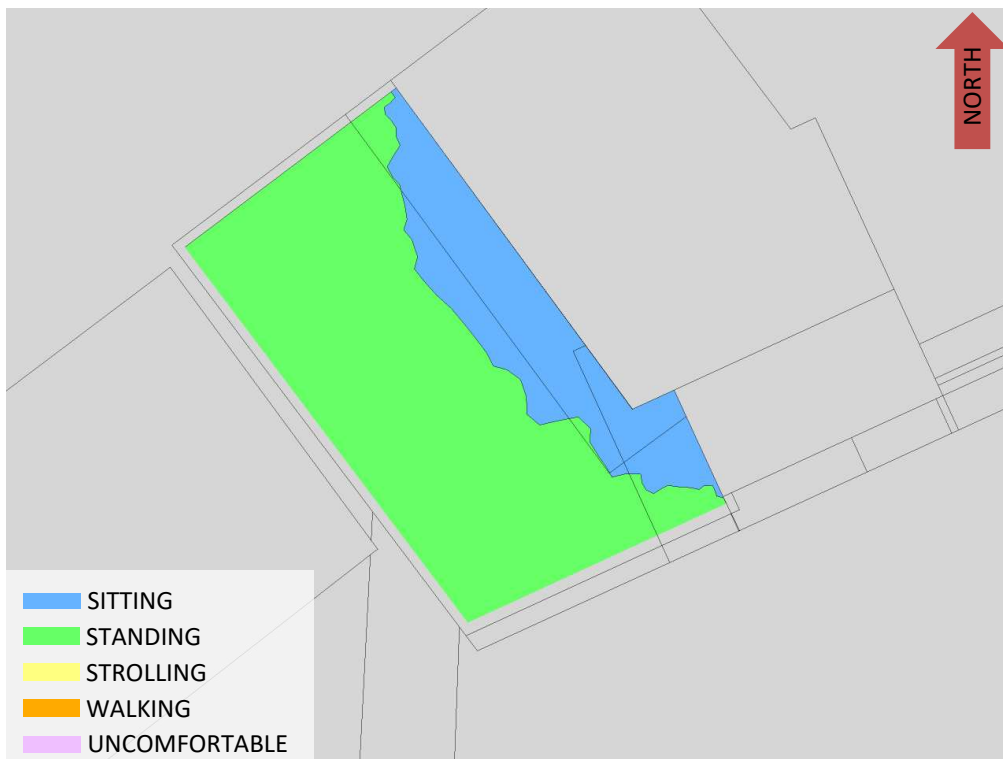 NORTH
SITTING
STANDING
STROLLING
WALKING
UNCOMFORTABLE